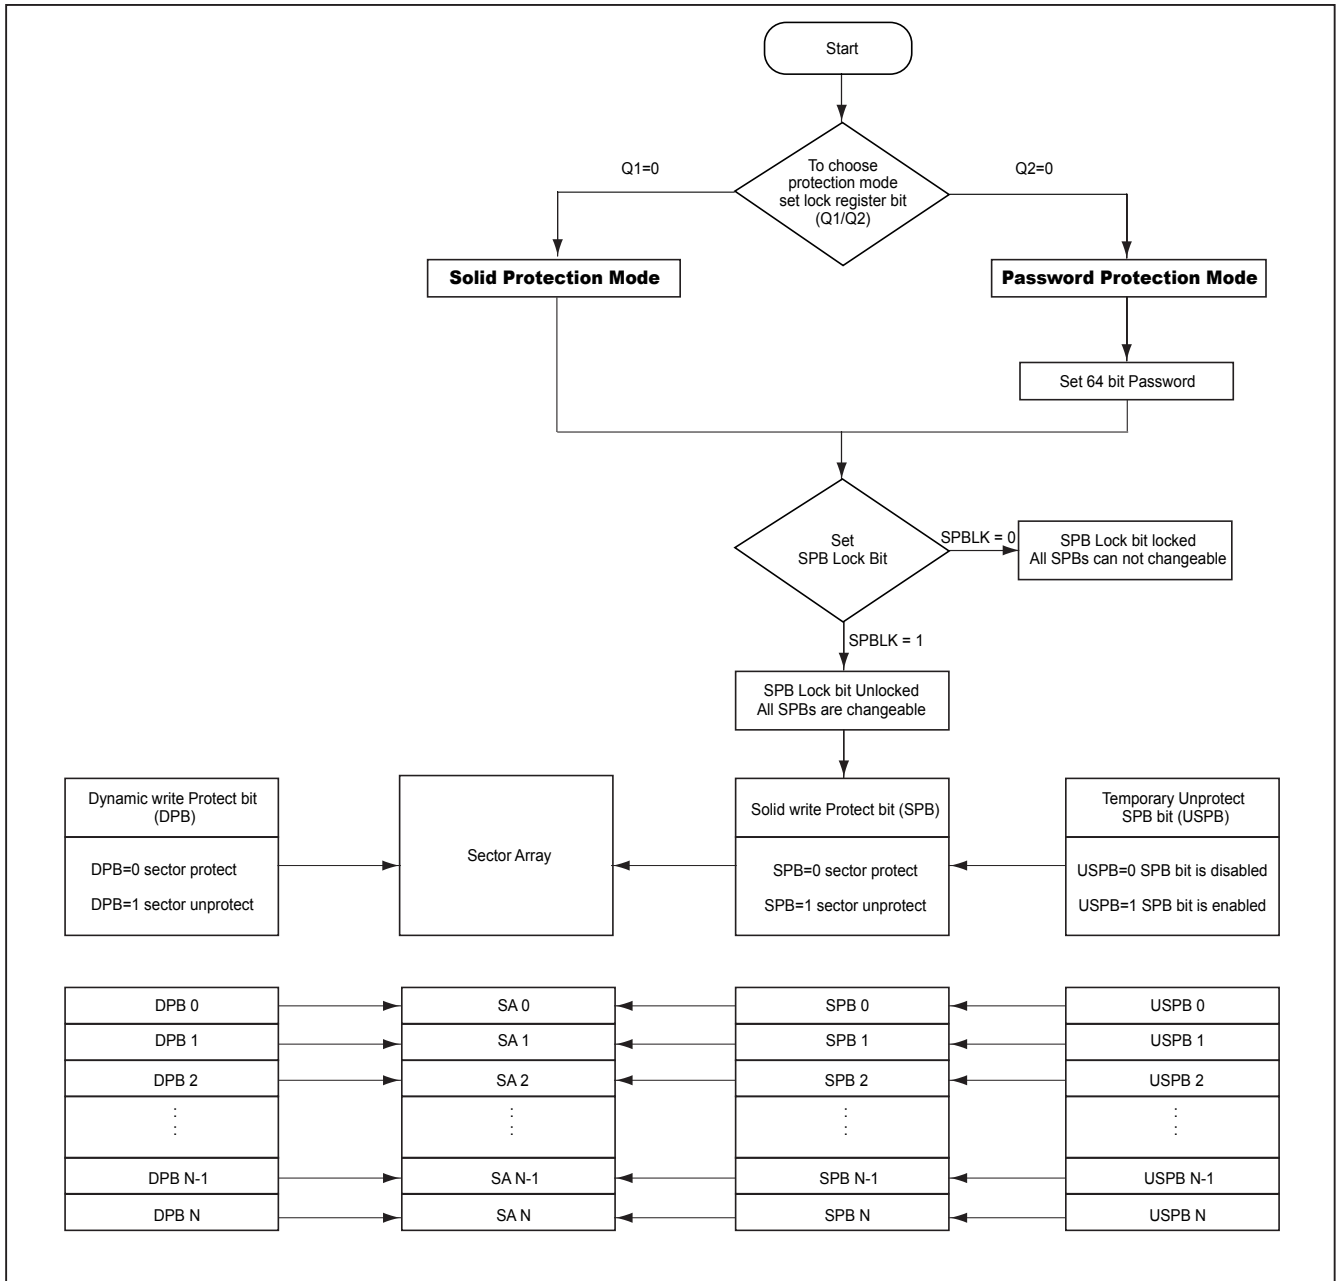 Start
To choose
protection mode
set lock register bit
(Q1/Q2)
Q1=0
Q2=0
Solid Protection Mode
Password Protection Mode
Set 64 bit Password
Set
SPB Lock Bit
SPBLK = 0
SPB Lock bit locked
All SPBs can not changeable
SPBLK = 1
SPB Lock bit Unlocked
All SPBs are changeable
Dynamic write Protect bit
(DPB)
DPB=0 sector protect
DPB=1 sector unprotect
Sector Array
Solid write Protect bit (SPB)
SPB=0 sector protect
SPB=1 sector unprotect
Temporary Unprotect
SPB bit (USPB)
USPB=0 SPB bit is disabled
USPB=1 SPB bit is enabled
DPB 0
SA 0
SPB 0
USPB 0
DPB 1
SA 1
SPB 1
USPB 1
DPB 2
SA 2
SPB 2
USPB 2
DPB N-1
SA N-1
SPB N-1
USPB N-1
DPB N
SA N
SPB N
USPB N